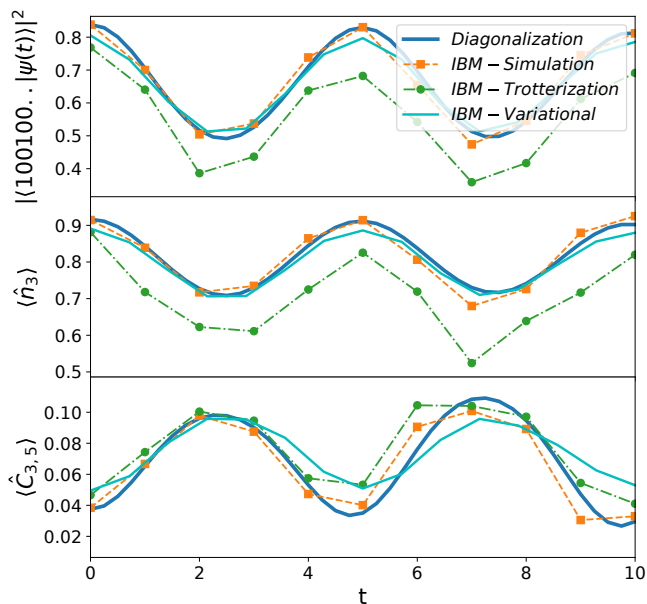 |⟨100100..|ψ(t)⟩|²
0.8
0.7
0.6
0.5
0.4
Diagonalization
IBM − Simulation
IBM − Trotterization
IBM − Variational
⟨n̂₃⟩
0.9
0.8
0.7
0.6
0.5
⟨Ĉ₃,₅⟩
0.10
0.08
0.06
0.04
0.02
0 2 4 6 8 10
t